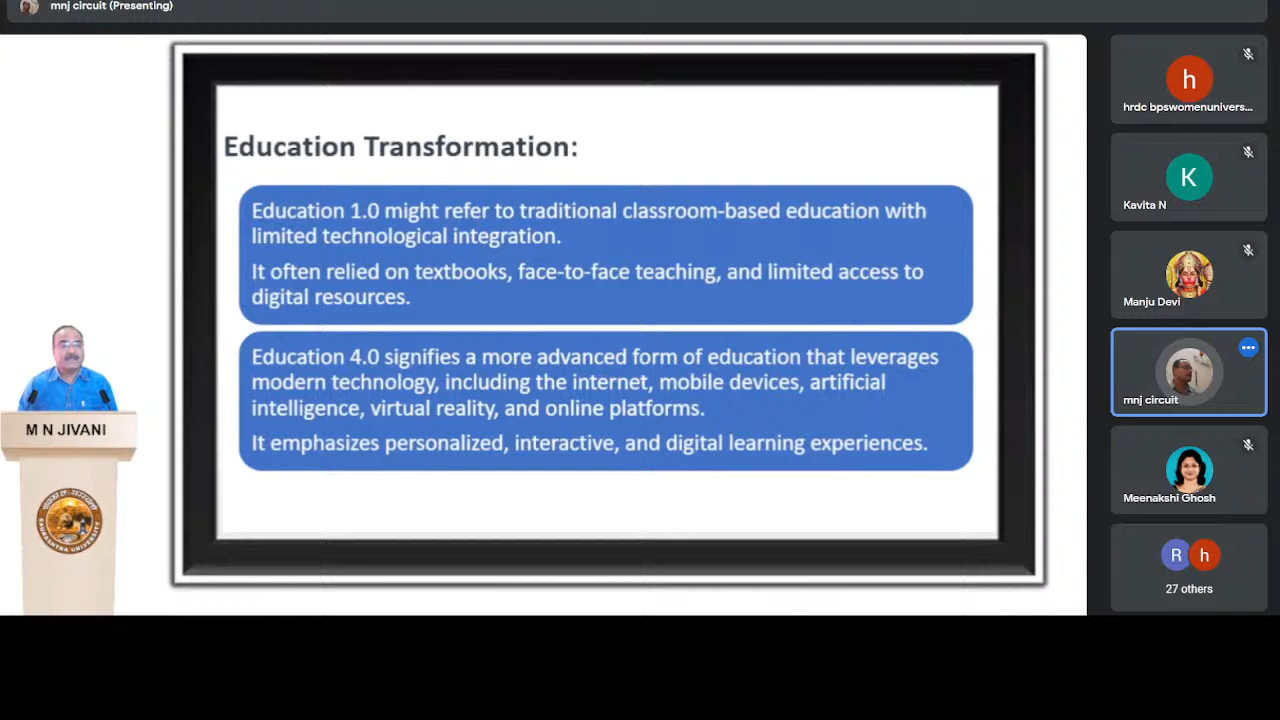 mnj circuit (Presenting)
Education Transformation:
Education 1.0 might refer to traditional classroom-based education with
limited technological integration.
It often relied on textbooks, face-to-face teaching, and limited access to
digital resources.
Education 4.0 signifies a more advanced form of education that leverages
modern technology, including the internet, mobile devices, artificial
intelligence, virtual reality, and online platforms.
It emphasizes personalized, interactive, and digital learning experiences.
M N JIVANI
SAURASHTRA UNIVERSITY
h
hrdc bpswomenunivers...
K
Kavita N
Manju Devi
mnj circuit
Meenakshi Ghosh
R h
27 others